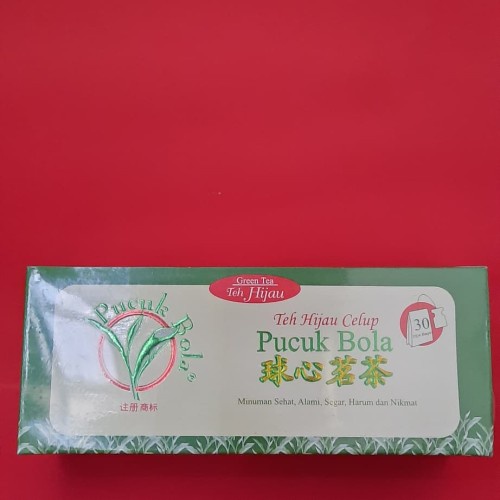 Green Tea
Teh Hijau
Pucuk Bola
注册商标
Teh Hijau Celup
Pucuk Bola
球心茗茶
Minuman Sehat, Alami, Segar, Harum dan Nikmat
30